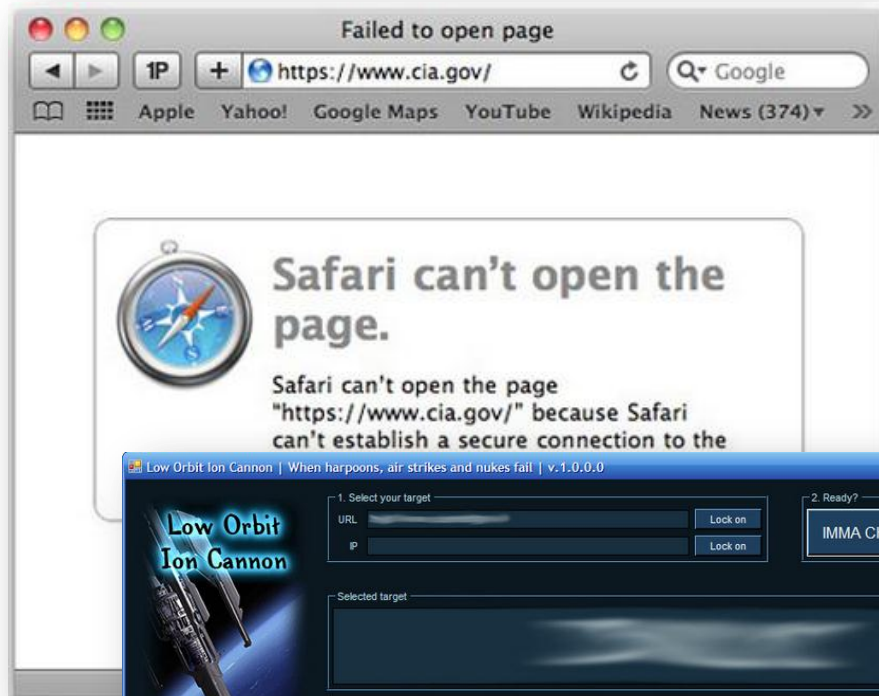 Failed to open page
1P + https://www.cia.gov/ Google
Apple Yahoo! Google Maps YouTube Wikipedia News (374)
Safari can't open the
page.
Safari can't open the page
"https://www.cia.gov/" because Safari
can't establish a secure connection to the
Low Orbit Ion Cannon | When harpoons, air strikes and nukes fail | v.1.0.0.0
Low Orbit
Ion Cannon
1. Select your target
URL Lock on
IP Lock on
2. Ready?
IMMA C
Selected target